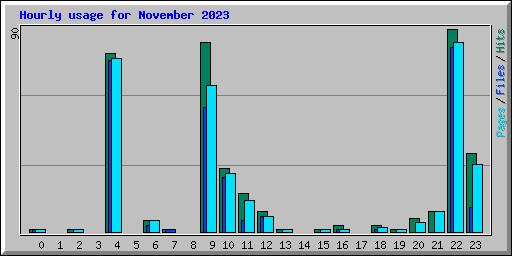 Hourly usage for November 2023
90
Pages/Files/Hits
0 1 2 3 4 5 6 7 8 9 10 11 12 13 14 15 16 17 18 19 20 21 22 23